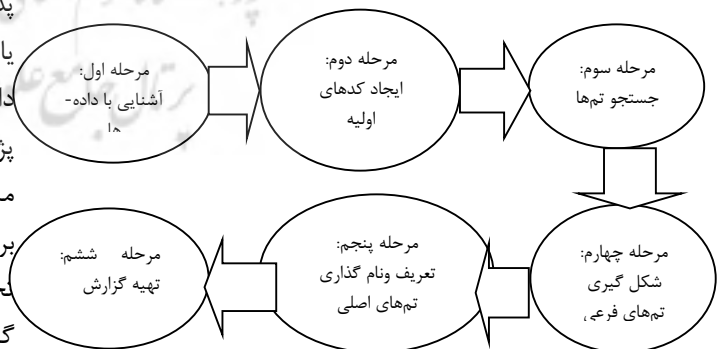 مرحله اول:
آشنایی با داده-
ها
مرحله دوم:
ایجاد کدهای
اولیه
مرحله سوم:
جستجو تم‌ها
مرحله چهارم:
شکل گیری
تم‌های فرعی
مرحله پنجم:
تعریف ونام گذاری
تم‌های اصلی
مرحله ششم:
تهیه گزارش